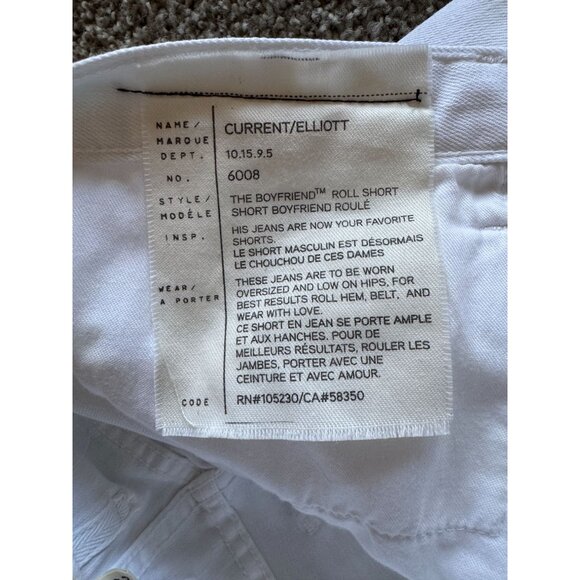 NAME/ MARQUE CURRENT/ELLIOTT
DEPT. 10.15.9.5
NO. 6008
STYLE/ MODÈLE THE BOYFRIEND™ ROLL SHORT
SHORT BOYFRIEND ROULÉ
INSP. HIS JEANS ARE NOW YOUR FAVORITE
SHORTS.
LE SHORT MASCULIN EST DÉSORMAIS
LE CHOUCHOU DE CES DAMES
WEAR/ A PORTER THESE JEANS ARE TO BE WORN
OVERSIZED AND LOW ON HIPS, FOR
BEST RESULTS ROLL HEM, BELT, AND
WEAR WITH LOVE.
CE SHORT EN JEAN SE PORTE AMPLE
ET AUX HANCHES. POUR DE
MEILLEURS RÉSULTATS, ROULER LES
JAMBES, PORTER AVEC UNE
CEINTURE ET AVEC AMOUR.
CODE RN#105230/CA#58350